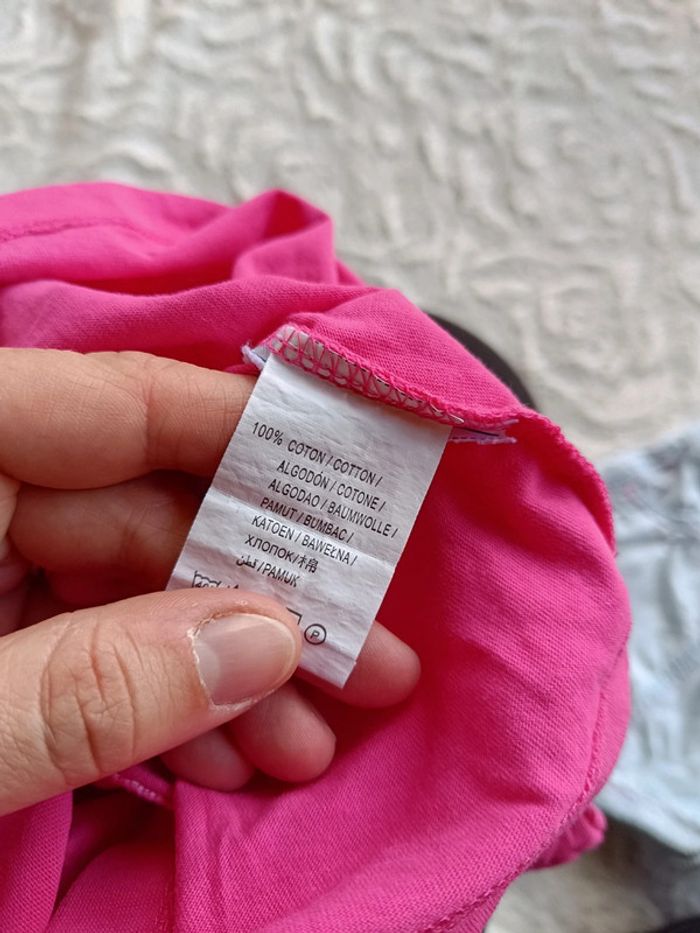 100% COTON / COTTON /
ALGODÓN / COTONE /
ALGODAO / BAUMWOLLE /
PAMUT / BUMBAC /
KATOEN / BAWEŁNA /
ХЛОПОК/棉
قطن/PAMUK
P